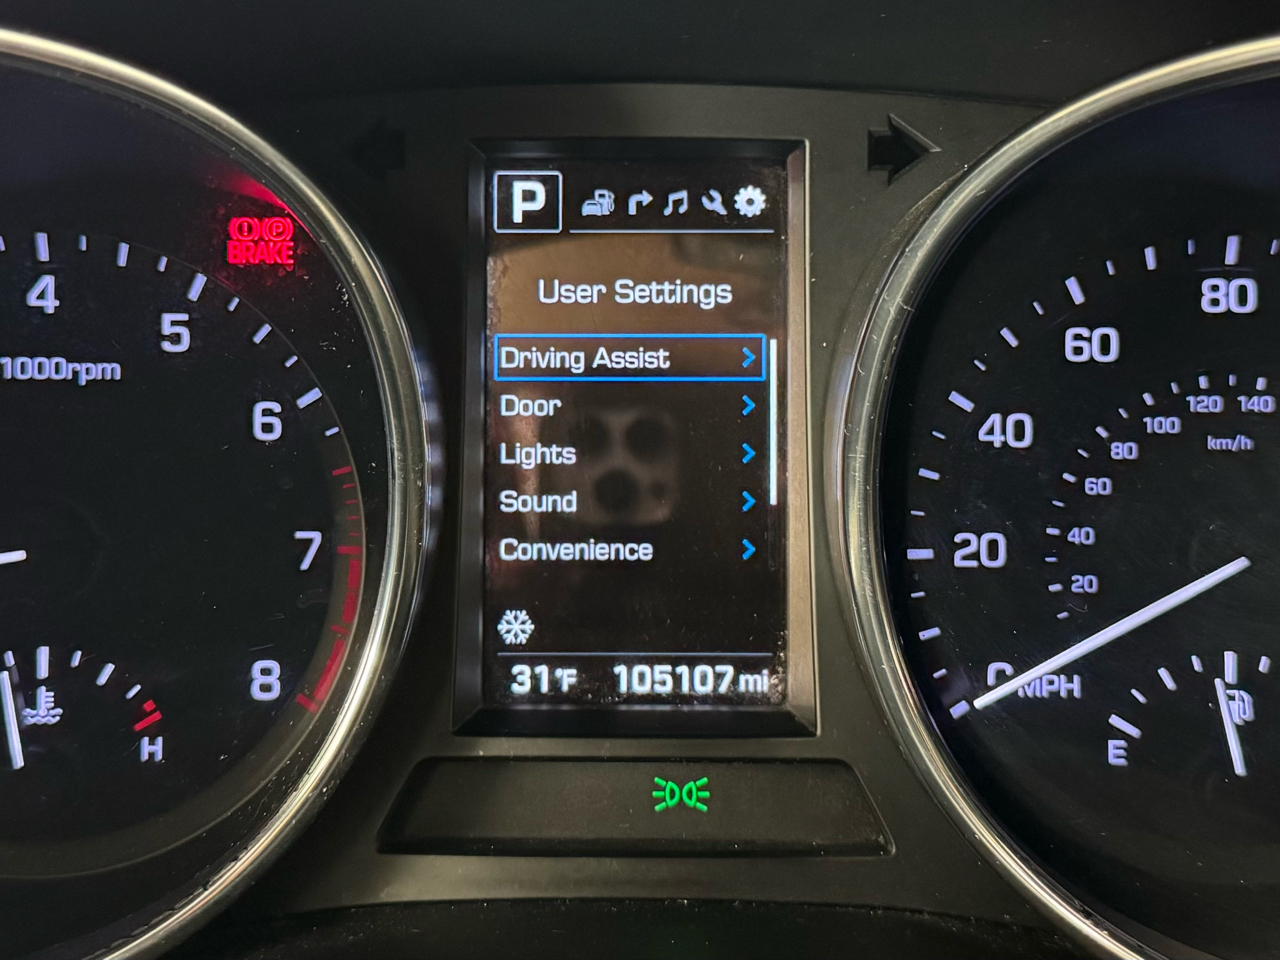 P
BRAKE
4
5
6
7
8
1000rpm
H
User Settings
Driving Assist
Door
Lights
Sound
Convenience
31°F 105107 mi
80
60
40
20
0
MPH
140
120
100
80
60
40
20
km/h
E